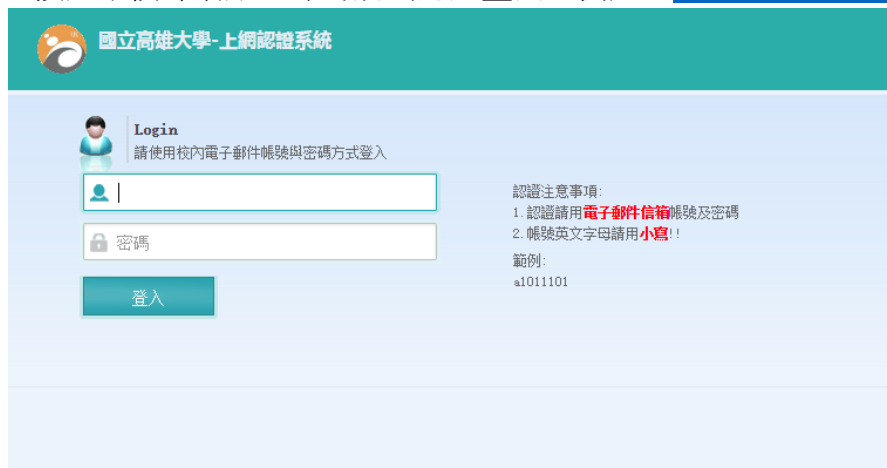 國立高雄大學-上網認證系統
Login
請使用校內電子郵件帳號與密碼方式登入
密碼
登入
認證注意事項:
1.認證請用電子郵件信箱帳號及密碼
2.帳號英文字母請用小寫!!
範例:
a1011101